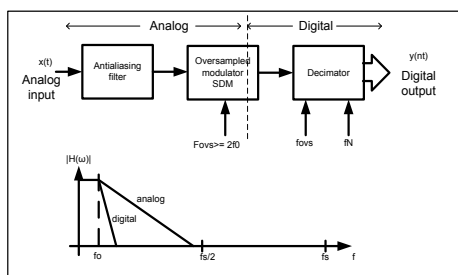 Analog
Digital
x(t)
Analog
input
Antialiasing
filter
Oversampled
modulator
SDM
Decimator
y(nt)
Digital
output
Fovs>= 2f0
fovs
fN
|H(ω)|
analog
digital
fo
fs/2
fs
f